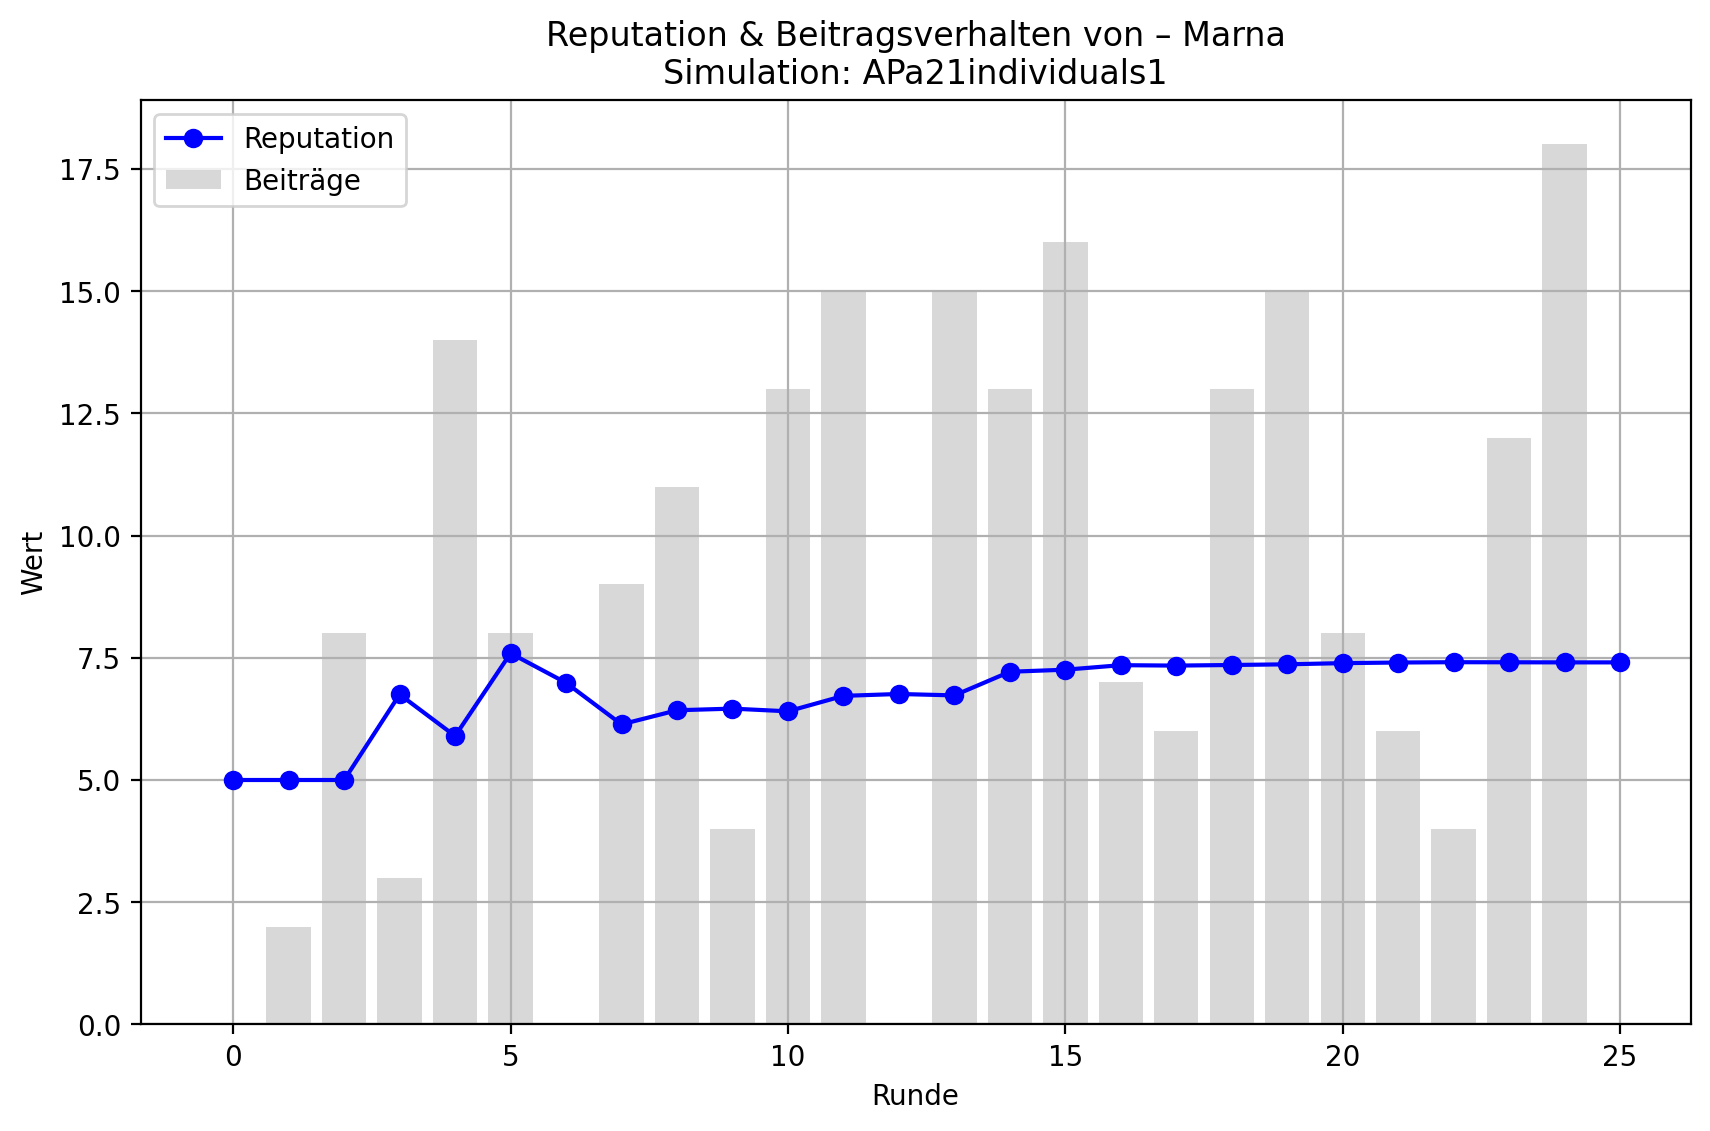 Reputation & Beitragsverhalten von – Marna
Simulation: APa21individuals1
Reputation
Beiträge
17.5
15.0
12.5
10.0
7.5
5.0
2.5
0.0
Wert
0 5 10 15 20 25
Runde